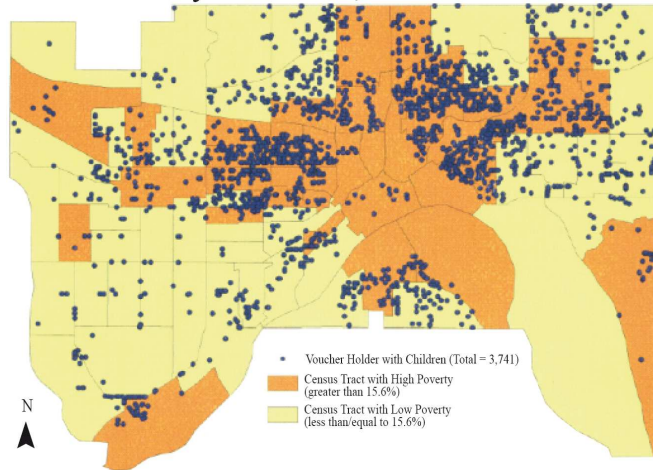 N
Voucher Holder with Children (Total = 3,741)
Census Tract with High Poverty
(greater than 15.6%)
Census Tract with Low Poverty
(less than/equal to 15.6%)